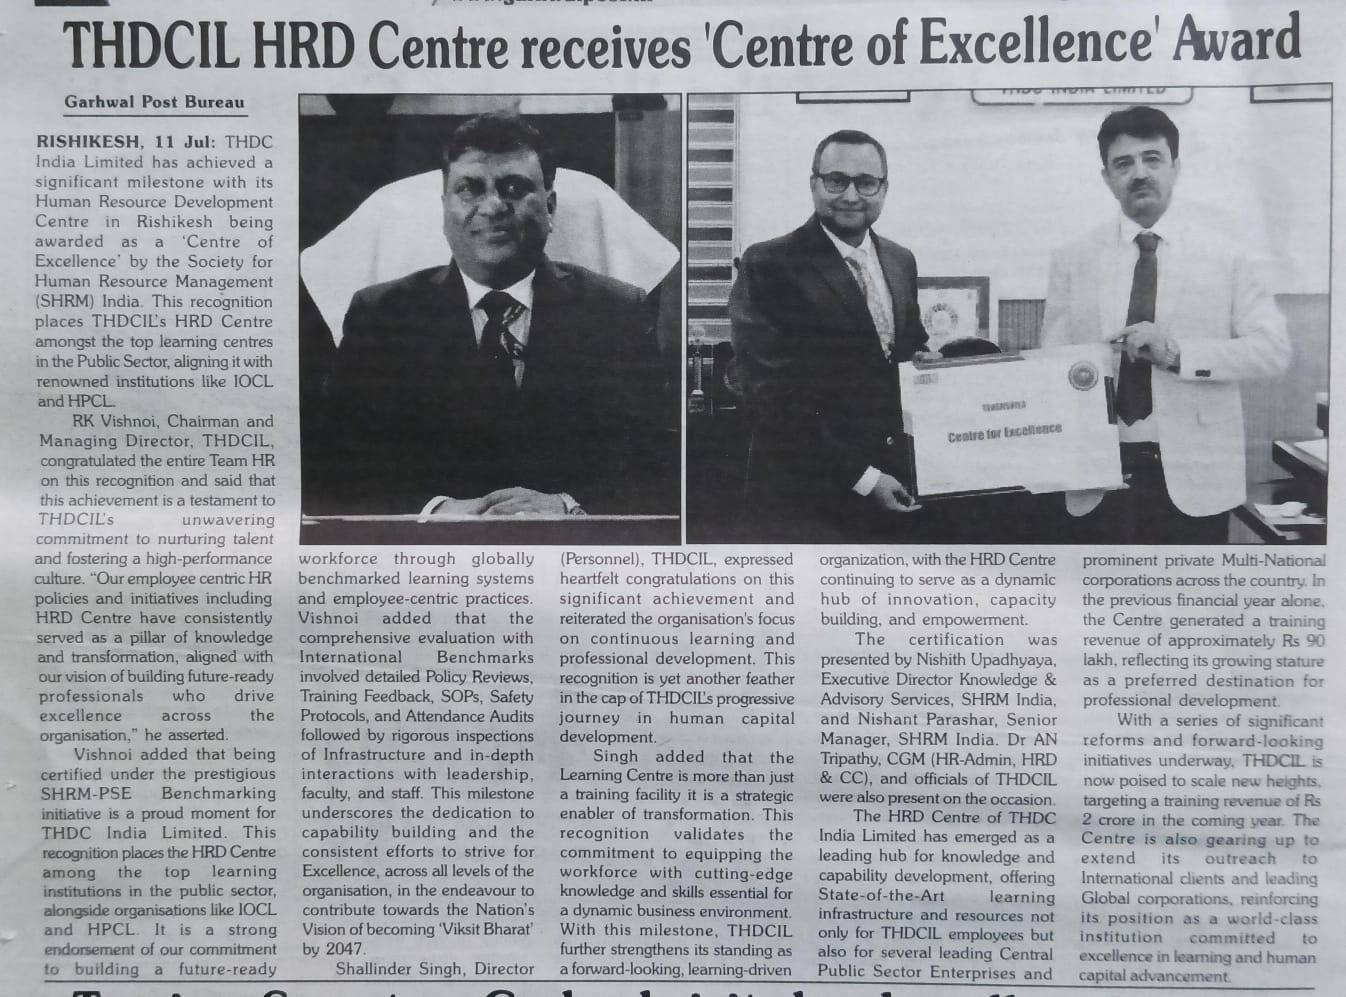 THDCIL HRD Centre receives 'Centre of Excellence' Award
Garhwal Post Bureau
RISHIKESH, 11 Jul: THDC
India Limited has achieved a
significant milestone with its
Human Resource Development
Centre in Rishikesh being
awarded as a 'Centre of
Excellence' by the Society for
Human Resource Management
(SHRM) India. This recognition
places THDCIL's HRD Centre
amongst the top learning centres
in the Public Sector, aligning it with
renowned institutions like IOCL
and HPCL.
RK Vishnoi, Chairman and
Managing Director, THDCIL,
congratulated the entire Team HR
on this recognition and said that
this achievement is a testament to
THDCIL's unwavering
commitment to nurturing talent
and fostering a high-performance
culture. "Our employee centric HR
policies and initiatives including
HRD Centre have consistently
served as a pillar of knowledge
and transformation, aligned with
our vision of building future-ready
professionals who drive
excellence across the
organisation," he asserted.
Vishnoi added that being
certified under the prestigious
SHRM-PSE Benchmarking
initiative is a proud moment for
THDC India Limited. This
recognition places the HRD Centre
among the top learning
institutions in the public sector,
alongside organisations like IOCL
and HPCL. It is a strong
endorsement of our commitment
to building a future-ready
THDC INDIA LIMITED
Centre for Excellence
workforce through globally
benchmarked learning systems
and employee-centric practices.
Vishnoi added that the
comprehensive evaluation with
International Benchmarks
involved detailed Policy Reviews,
Training Feedback, SOPs, Safety
Protocols, and Attendance Audits
followed by rigorous inspections
of Infrastructure and in-depth
interactions with leadership,
faculty, and staff. This milestone
underscores the dedication to
capability building and the
consistent efforts to strive for
Excellence, across all levels of the
organisation, in the endeavour to
contribute towards the Nation's
Vision of becoming 'Viksit Bharat'
by 2047.
Shallinder Singh, Director
(Personnel), THDCIL, expressed
heartfelt congratulations on this
significant achievement and
reiterated the organisation's focus
on continuous learning and
professional development. This
recognition is yet another feather
in the cap of THDCIL's progressive
journey in human capital
development.
Singh added that the
Learning Centre is more than just
a training facility it is a strategic
enabler of transformation. This
recognition validates the
commitment to equipping the
workforce with cutting-edge
knowledge and skills essential for
a dynamic business environment.
With this milestone, THDCIL
further strengthens its standing as
a forward-looking, learning-driven
organization, with the HRD Centre
continuing to serve as a dynamic
hub of innovation, capacity
building, and empowerment.
The certification was
presented by Nishith Upadhyaya,
Executive Director Knowledge &
Advisory Services, SHRM India,
and Nishant Parashar, Senior
Manager, SHRM India. Dr AN
Tripathy, CGM (HR-Admin, HRD
& CC), and officials of THDCIL
were also present on the occasion.
The HRD Centre of THDC
India Limited has emerged as a
leading hub for knowledge and
capability development, offering
State-of-the-Art learning
infrastructure and resources not
only for THDCIL employees but
also for several leading Central
Public Sector Enterprises and
prominent private Multi-National
corporations across the country. In
the previous financial year alone,
the Centre generated a training
revenue of approximately Rs 90
lakh, reflecting its growing stature
as a preferred destination for
professional development.
With a series of significant
reforms and forward-looking
initiatives underway, THDCIL is
now poised to scale new heights,
targeting a training revenue of Rs
2 crore in the coming year. The
Centre is also gearing up to
extend its outreach to
International clients and leading
Global corporations, reinforcing
its position as a world-class
institution committed to
excellence in learning and human
capital advancement.